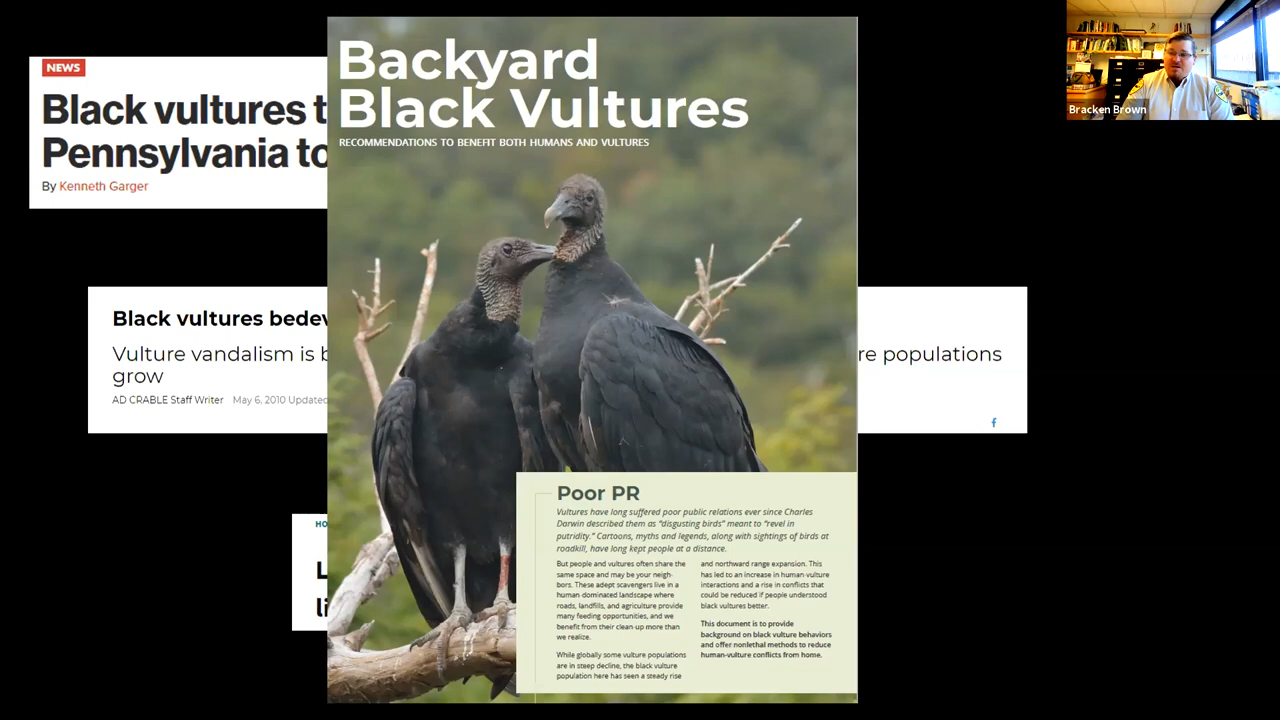 NEWS
Black vultures t
Pennsylvania to
By Kenneth Garger
Black vultures bedev
Vulture vandalism is b
re populations
grow
AD CRABLE Staff Writer May 6, 2010 Updated
f
HO
L
li
Backyard
Black Vultures
RECOMMENDATIONS TO BENEFIT BOTH HUMANS AND VULTURES
Poor PR
Vultures have long suffered poor public relations ever since Charles
Darwin described them as "disgusting birds" meant to "revel in
putridity." Cartoons, myths and legends, along with sightings of birds at
roadkill, have long kept people at a distance.
But people and vultures often share the
same space and may be your neigh-
bors. These adept scavengers live in a
human-dominated landscape where
roads, landfills, and agriculture provide
many feeding opportunities, and we
benefit from their clean-up more than
we realize.
While globally some vulture populations
are in steep decline, the black vulture
population here has seen a steady rise
and northward range expansion. This
has led to an increase in human-vulture
interactions and a rise in conflicts that
could be reduced if people understood
black vultures better.
This document is to provide
background on black vulture behaviors
and offer nonlethal methods to reduce
human-vulture conflicts from home.
Bracken Brown